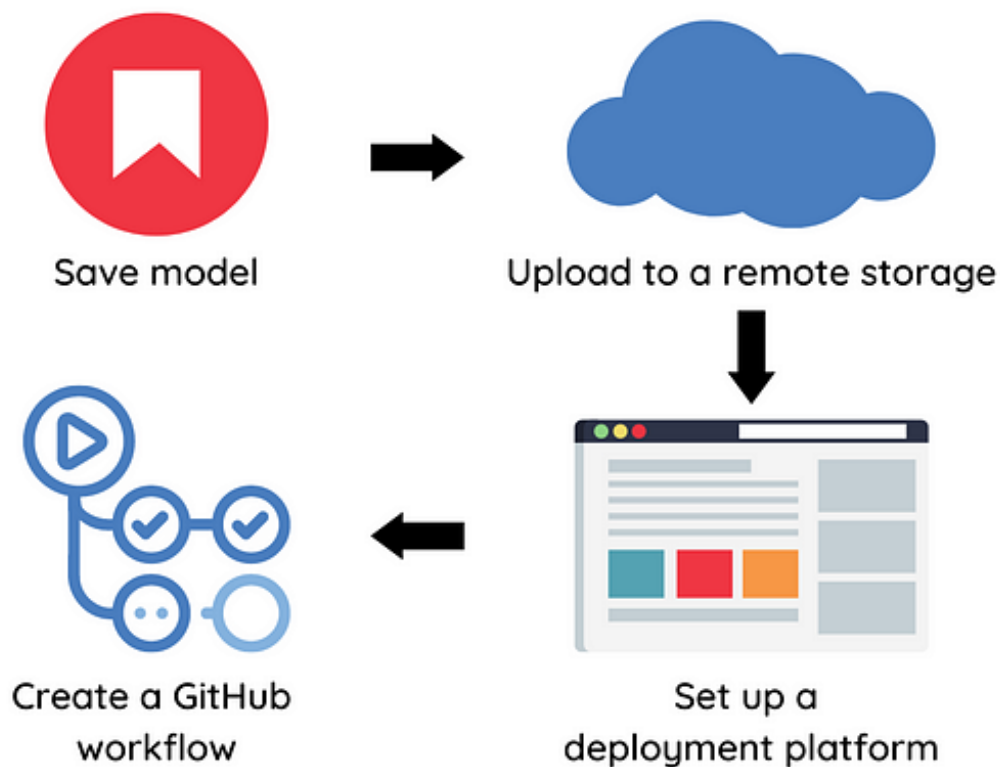 Save model
Upload to a remote storage
Set up a
deployment platform
Create a GitHub
workflow